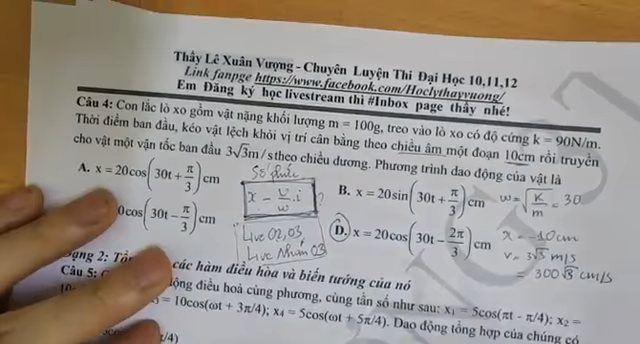 Thầy Lê Xuân Vượng - Chuyên Luyện Thi Đại Học 10,11,12
Link fanpge https://www.facebook.com/Hoclythayvuong/
Em Đăng ký học livestream thì #Inbox page thầy nhé!
Câu 4: Con lắc lò xo gồm vật nặng khối lượng m = 100g, treo vào lò xo có độ cứng k = 90N/m.
Thời điểm ban đầu, kéo vật lệch khỏi vị trí cân bằng theo chiều âm một đoạn 10cm rồi truyền
cho vật một vận tốc ban đầu 3√3m/s theo chiều dương. Phương trình dao động của vật là
A. x = 20cos(30t + π/3) cm
Số phức
x - v/ω . i
B. x = 20sin(30t + π/3) cm
ω = √(K/m) = 30
0cos(30t − π/3) cm
Live 02,03
Live Nhân 03
D. x = 20cos(30t − 2π/3) cm
x = -10cm
v = 3√3 m/s
= 300√3 cm/s
Dạng 2: các hàm điều hòa và biến tướng của nó
Câu 5: động điều hoà cùng phương, cùng tần số như sau: x₁ = 5cos(πt - π/4); x₂ =
= 10cos(ωt + 3π/4); x₄ = 5cos(ωt + 5π/4). Dao động tổng hợp của chúng có